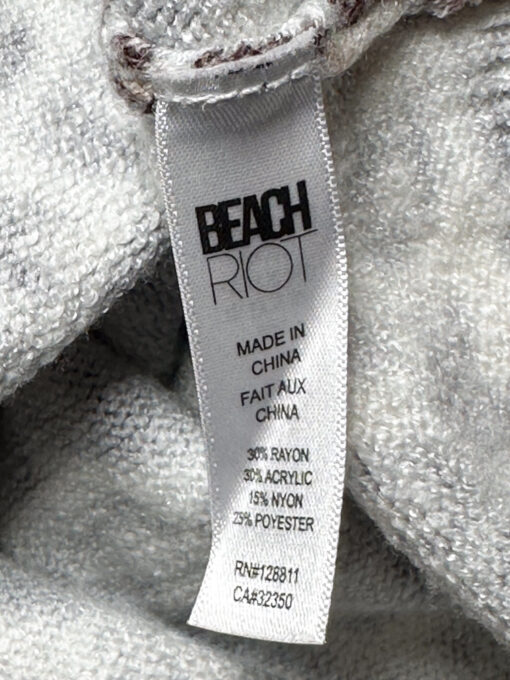 BEACH
RIOT
MADE IN
CHINA
FAIT AUX
CHINA
30% RAYON
30% ACRYLIC
15% NYON
25% POYESTER
RN#128811
CA#32350